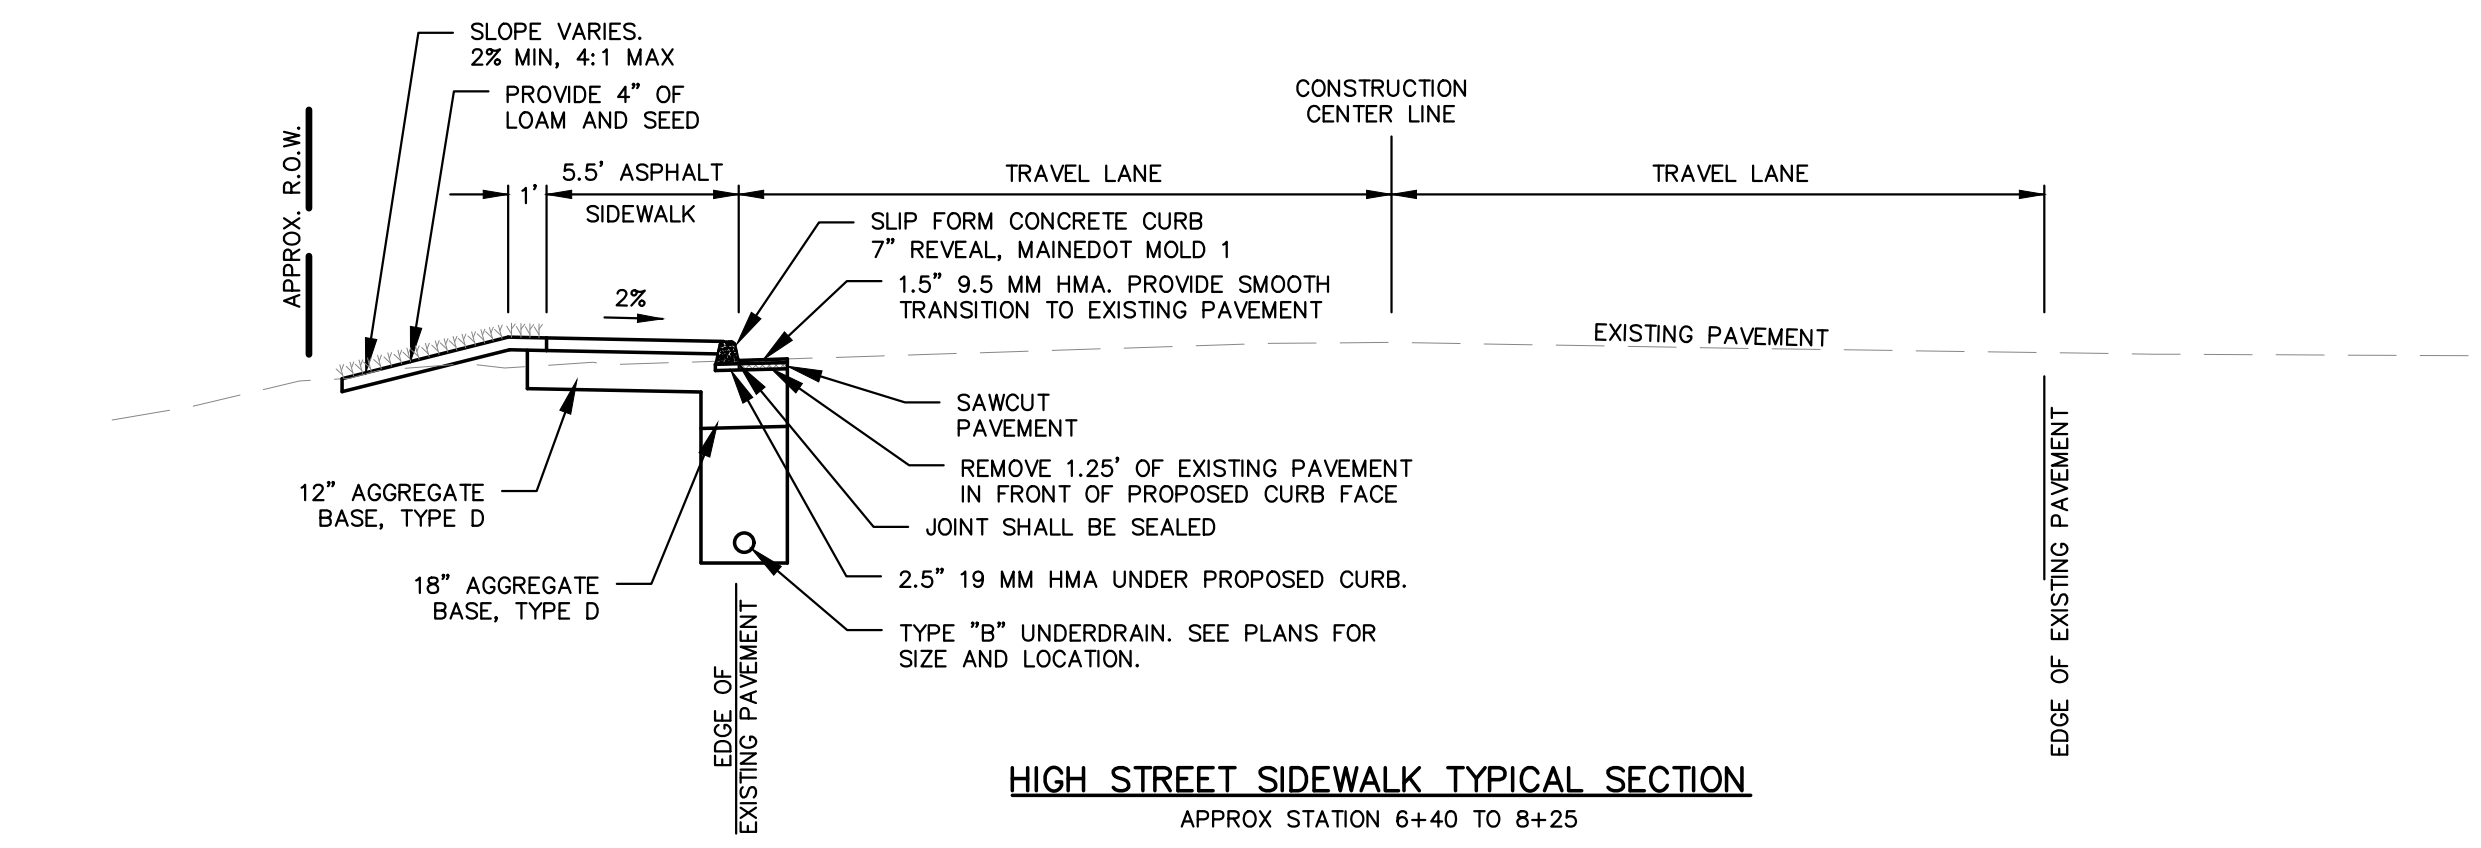 SLOPE VARIES.
2% MIN, 4:1 MAX
PROVIDE 4" OF
LOAM AND SEED
APPROX. R.O.W.
1'
5.5' ASPHALT
SIDEWALK
2%
TRAVEL LANE
CONSTRUCTION
CENTER LINE
TRAVEL LANE
SLIP FORM CONCRETE CURB
7" REVEAL, MAINEDOT MOLD 1
1.5" 9.5 MM HMA. PROVIDE SMOOTH
TRANSITION TO EXISTING PAVEMENT
EXISTING PAVEMENT
SAWCUT
PAVEMENT
REMOVE 1.25' OF EXISTING PAVEMENT
IN FRONT OF PROPOSED CURB FACE
JOINT SHALL BE SEALED
2.5" 19 MM HMA UNDER PROPOSED CURB.
TYPE "B" UNDERDRAIN. SEE PLANS FOR
SIZE AND LOCATION.
12" AGGREGATE
BASE, TYPE D
18" AGGREGATE
BASE, TYPE D
EDGE OF
EXISTING PAVEMENT
EDGE OF EXISTING PAVEMENT
HIGH STREET SIDEWALK TYPICAL SECTION
APPROX STATION 6+40 TO 8+25